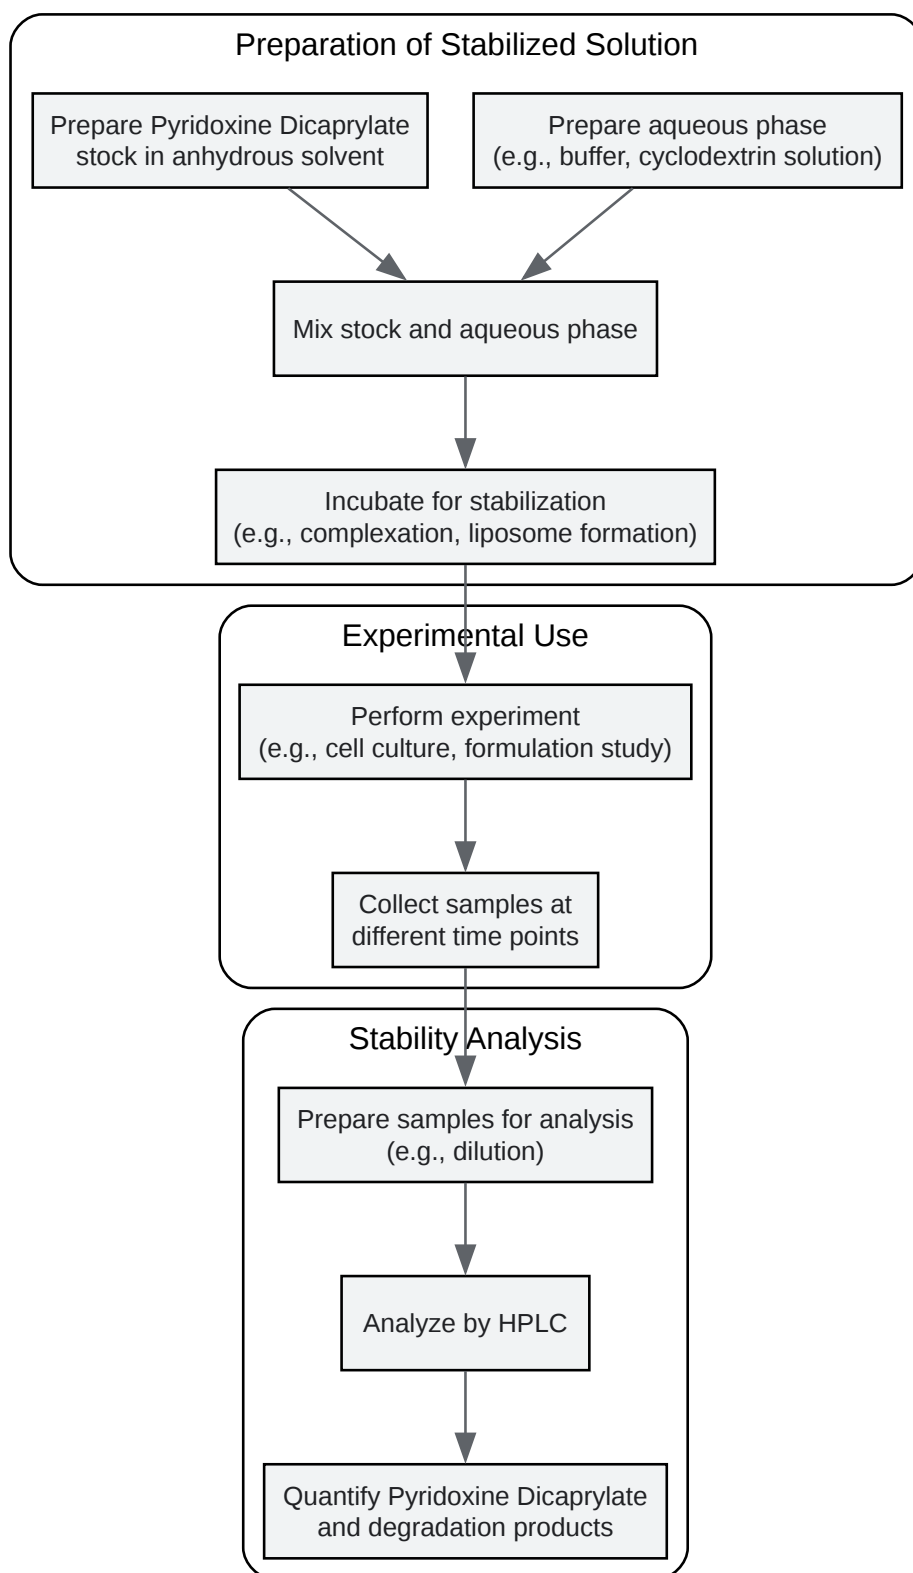 Preparation of Stabilized Solution
Prepare Pyridoxine Dicaprylate
stock in anhydrous solvent
Prepare aqueous phase
(e.g., buffer, cyclodextrin solution)
Mix stock and aqueous phase
Incubate for stabilization
(e.g., complexation, liposome formation)
Experimental Use
Perform experiment
(e.g., cell culture, formulation study)
Collect samples at
different time points
Stability Analysis
Prepare samples for analysis
(e.g., dilution)
Analyze by HPLC
Quantify Pyridoxine Dicaprylate
and degradation products